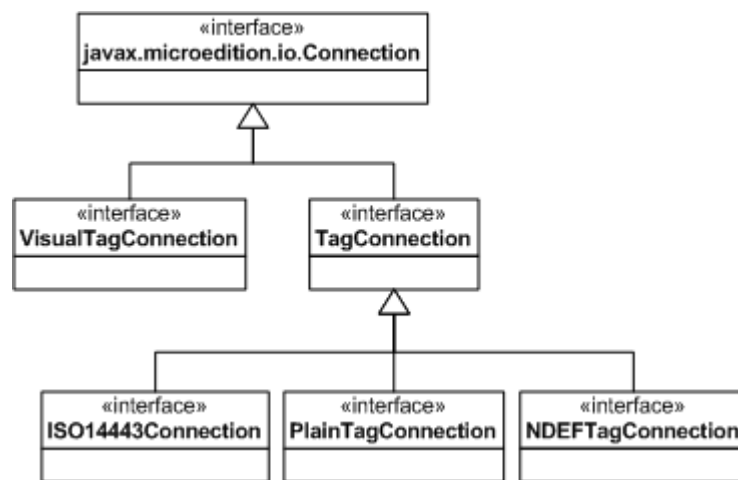 «interface»
javax.microedition.io.Connection
«interface»
VisualTagConnection
«interface»
TagConnection
«interface»
ISO14443Connection
«interface»
PlainTagConnection
«interface»
NDEFTagConnection